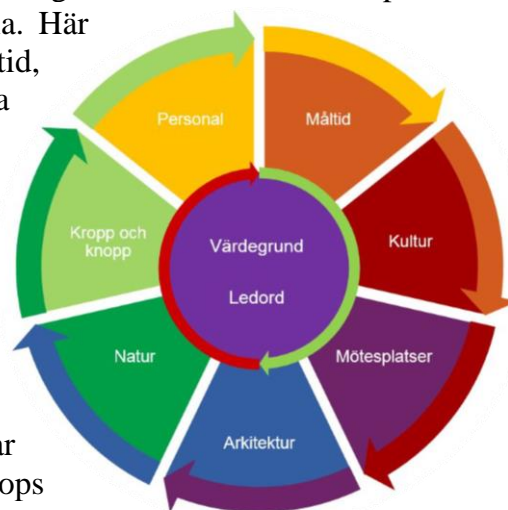 a. Här
tid,
a
Personal
Måltid
Kultur
Mötesplatser
Arkitektur
Natur
Kropp och
knopp
Värdegrund
Ledord
ar
ops